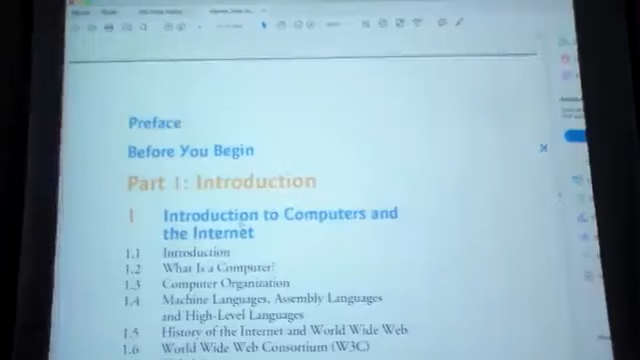 Preface
Before You Begin
Part 1: Introduction
1 Introduction to Computers and
the Internet
1.1 Introduction
1.2 What Is a Computer?
1.3 Computer Organization
1.4 Machine Languages, Assembly Languages
and High-Level Languages
1.5 History of the Internet and World Wide Web
1.6 World Wide Web Consortium (W3C)